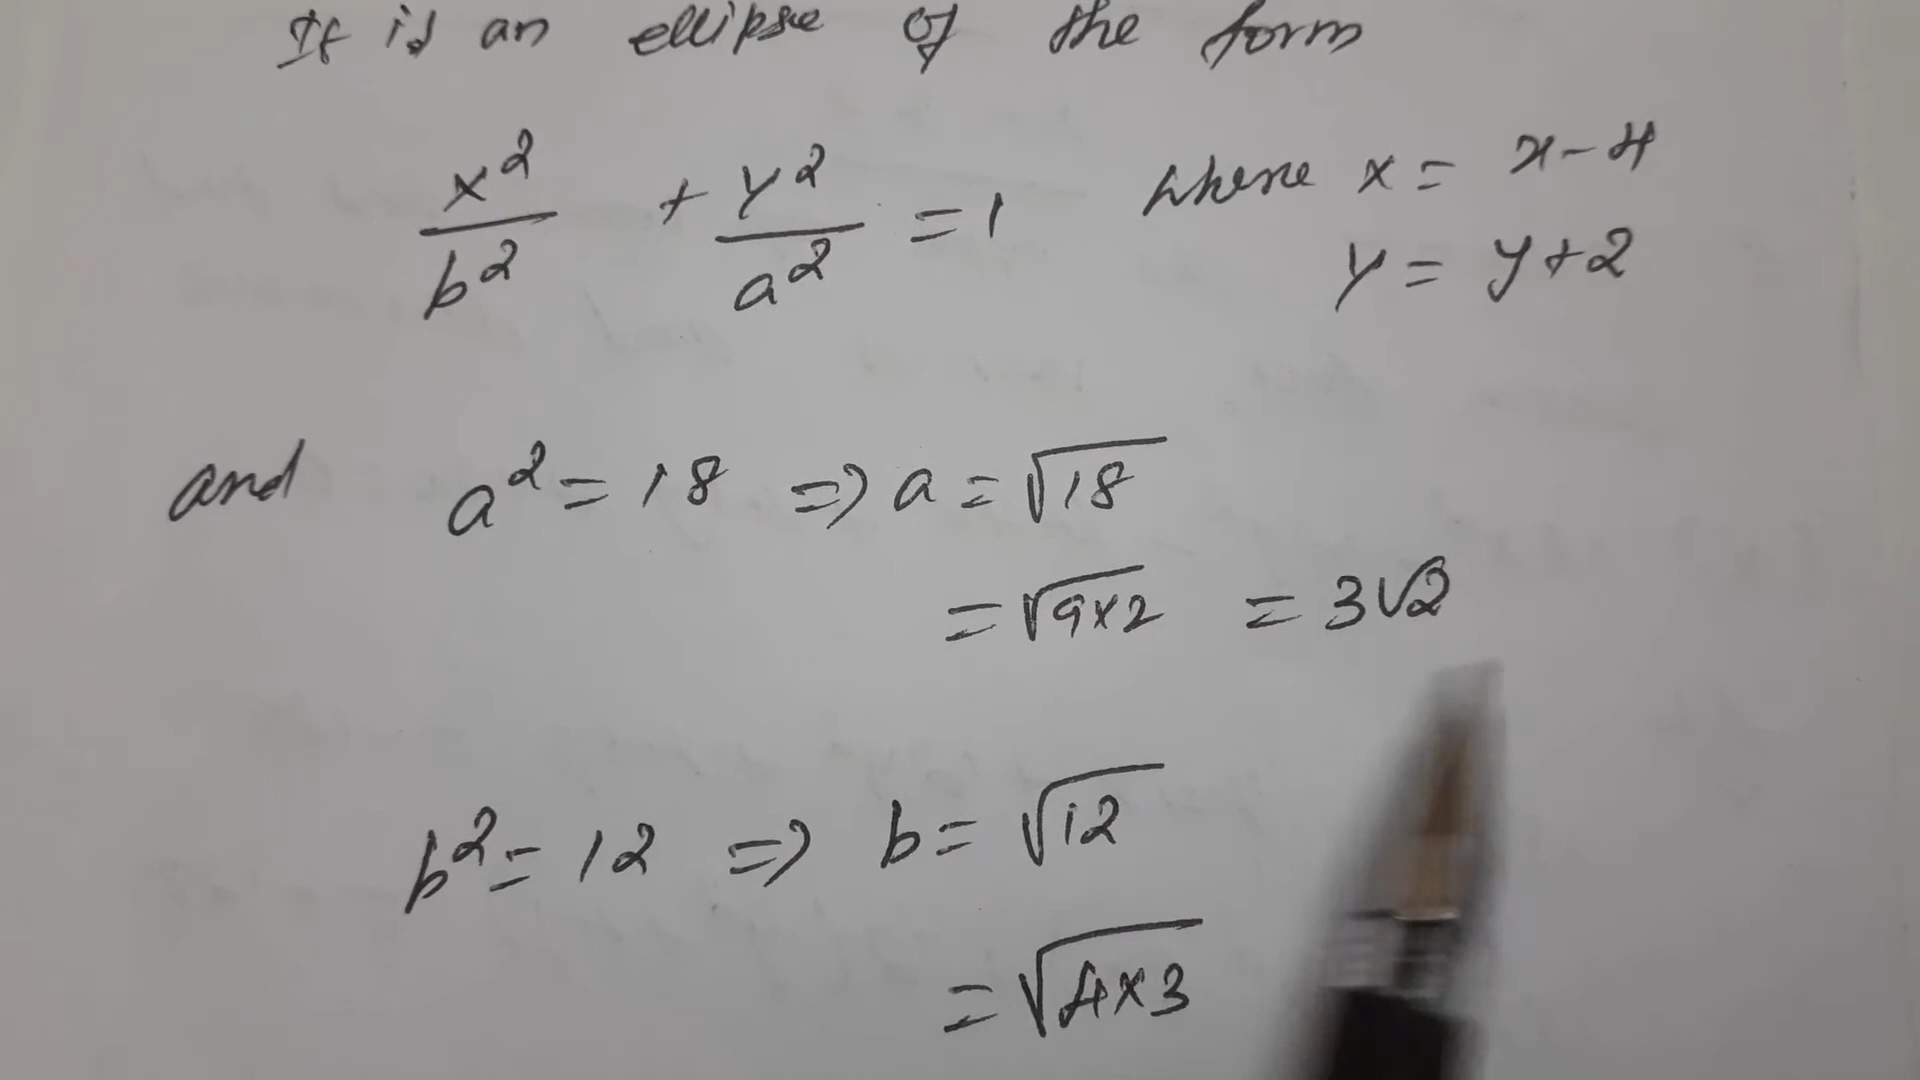 It is an ellipse of the form
x²/b² + y²/a² = 1 where x = x-4
y = y+2
and a² = 18 => a = √18
= √9×2 = 3√2
b² = 12 => b = √12
= √4×3